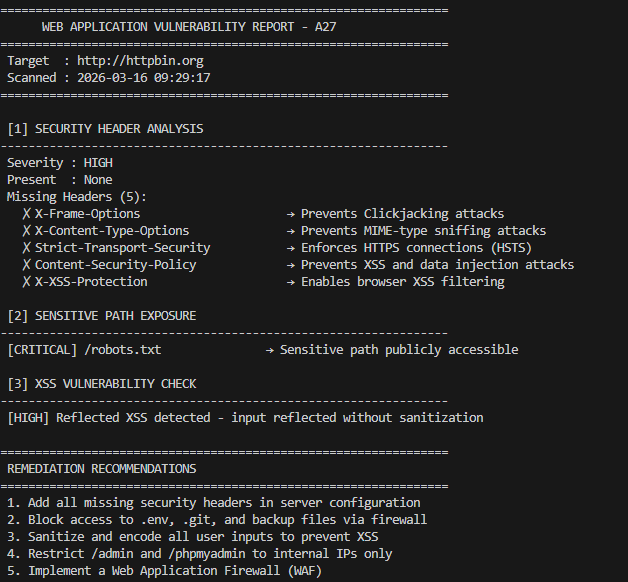 ================================================================
WEB APPLICATION VULNERABILITY REPORT - A27
================================================================
Target  : http://httpbin.org
Scanned : 2026-03-16 09:29:17
================================================================
[1] SECURITY HEADER ANALYSIS
----------------------------------------------------------------
Severity : HIGH
Present  : None
Missing Headers (5):
✗ X-Frame-Options → Prevents Clickjacking attacks
✗ X-Content-Type-Options → Prevents MIME-type sniffing attacks
✗ Strict-Transport-Security → Enforces HTTPS connections (HSTS)
✗ Content-Security-Policy → Prevents XSS and data injection attacks
✗ X-XSS-Protection → Enables browser XSS filtering
[2] SENSITIVE PATH EXPOSURE
----------------------------------------------------------------
[CRITICAL] /robots.txt → Sensitive path publicly accessible
[3] XSS VULNERABILITY CHECK
----------------------------------------------------------------
[HIGH] Reflected XSS detected - input reflected without sanitization
================================================================
REMEDIATION RECOMMENDATIONS
================================================================
1. Add all missing security headers in server configuration
2. Block access to .env, .git, and backup files via firewall
3. Sanitize and encode all user inputs to prevent XSS
4. Restrict /admin and /phpmyadmin to internal IPs only
5. Implement a Web Application Firewall (WAF)